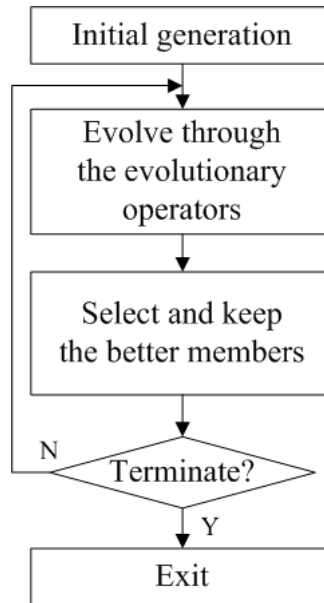 Initial generation
Evolve through
the evolutionary
operators
Select and keep
the better members
N
Terminate?
Y
Exit